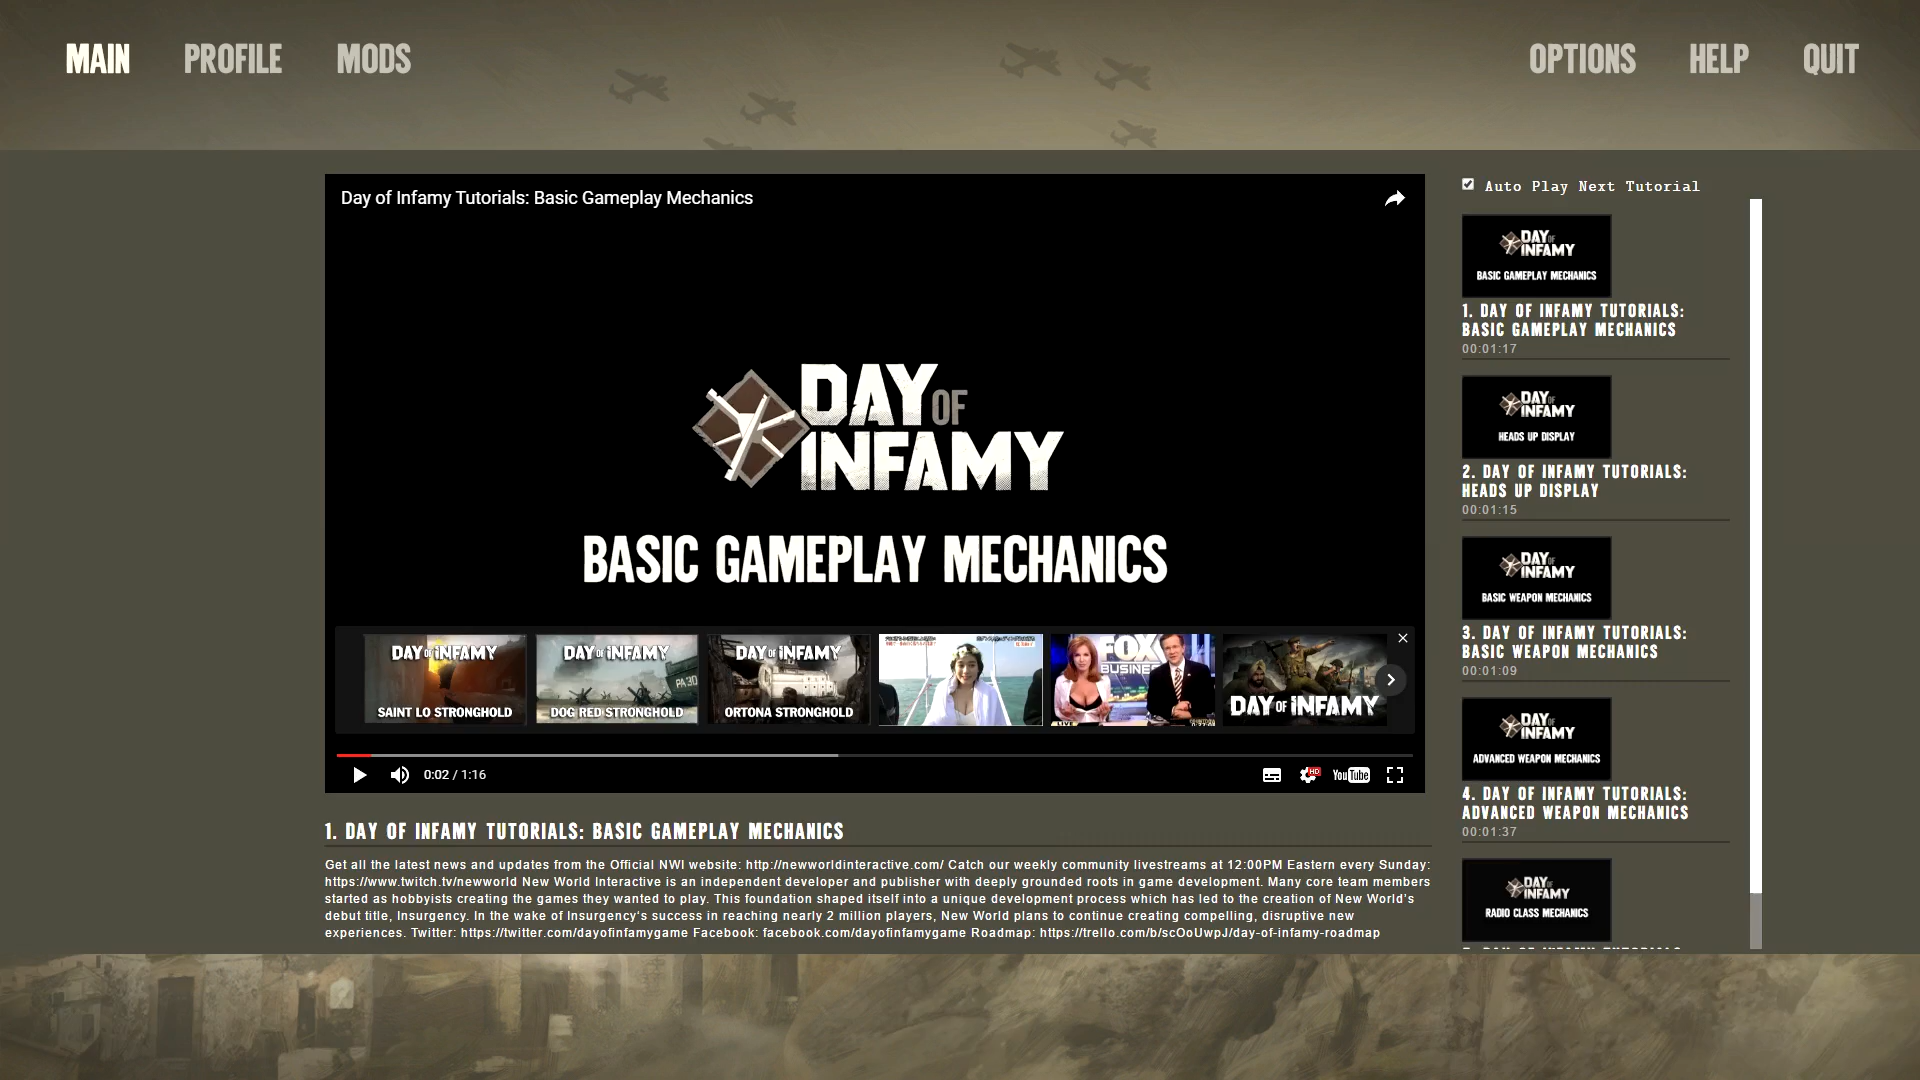 MAIN PROFILE MODS OPTIONS HELP QUIT
Day of Infamy Tutorials: Basic Gameplay Mechanics
DAY OF
INFAMY
BASIC GAMEPLAY MECHANICS
DAY OF INFAMY
SAINT LO STRONGHOLD
DAY OF INFAMY
PA 30
DOG RED STRONGHOLD
DAY OF INFAMY
ORTONA STRONGHOLD
FOX
BUSINESS
LIVE
DAY OF INFAMY
0:02 / 1:16
HD
YouTube
1. DAY OF INFAMY TUTORIALS: BASIC GAMEPLAY MECHANICS
Get all the latest news and updates from the Official NWI website: http://newworldinteractive.com/ Catch our weekly community livestreams at 12:00PM Eastern every Sunday:
https://www.twitch.tv/newworld New World Interactive is an independent developer and publisher with deeply grounded roots in game development. Many core team members
started as hobbyists creating the games they wanted to play. This foundation shaped itself into a unique development process which has led to the creation of New World's
debut title, Insurgency. In the wake of Insurgency's success in reaching nearly 2 million players, New World plans to continue creating compelling, disruptive new
experiences. Twitter: https://twitter.com/dayofinfamygame Facebook: facebook.com/dayofinfamygame Roadmap: https://trello.com/b/scOoUwpJ/day-of-infamy-roadmap
Auto Play Next Tutorial
DAY OF
INFAMY
BASIC GAMEPLAY MECHANICS
1. DAY OF INFAMY TUTORIALS:
BASIC GAMEPLAY MECHANICS
00:01:17
DAY OF
INFAMY
HEADS UP DISPLAY
2. DAY OF INFAMY TUTORIALS:
HEADS UP DISPLAY
00:01:15
DAY OF
INFAMY
BASIC WEAPON MECHANICS
3. DAY OF INFAMY TUTORIALS:
BASIC WEAPON MECHANICS
00:01:09
DAY OF
INFAMY
ADVANCED WEAPON MECHANICS
4. DAY OF INFAMY TUTORIALS:
ADVANCED WEAPON MECHANICS
00:01:37
DAY OF
INFAMY
RADIO CLASS MECHANICS